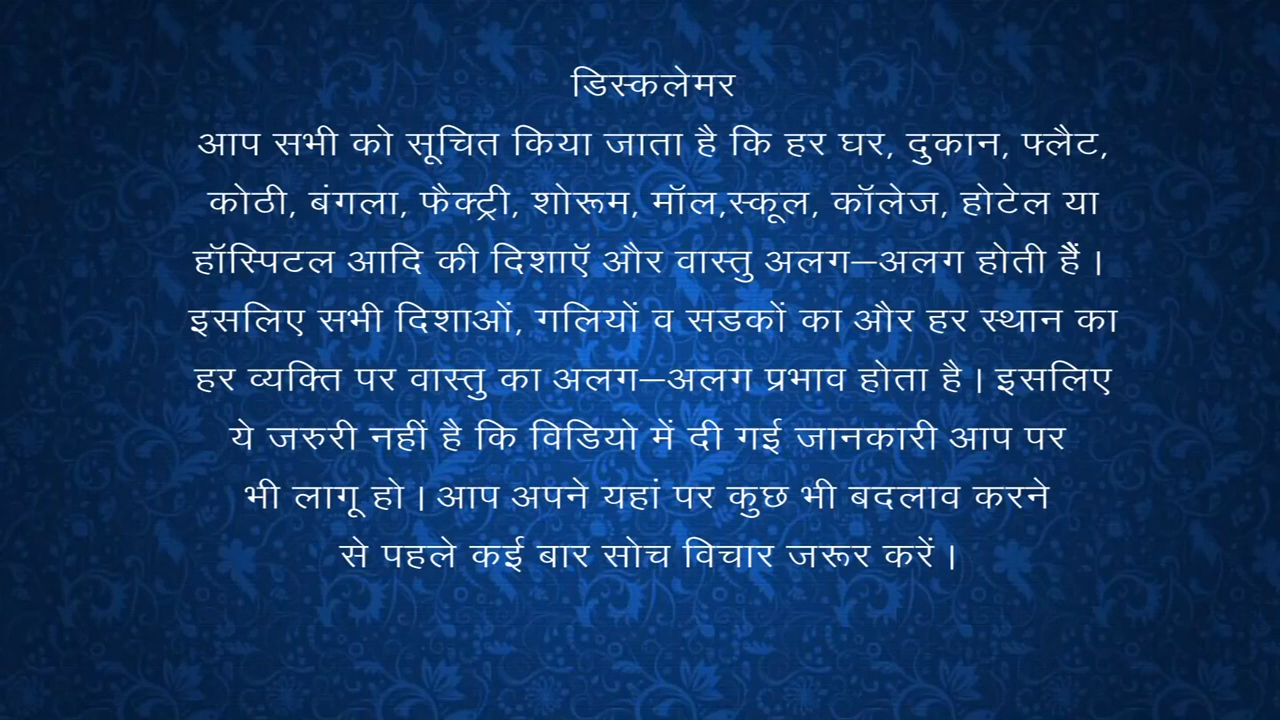 डिस्कलेमर
आप सभी को सूचित किया जाता है कि हर घर, दुकान, फ्लैट,
कोठी, बंगला, फैक्ट्री, शोरूम, मॉल,स्कूल, कॉलेज, होटेल या
हॉस्पिटल आदि की दिशाऍ और वास्तु अलग–अलग होती हैं ।
इसलिए सभी दिशाओं, गलियों व सडकों का और हर स्थान का
हर व्यक्ति पर वास्तु का अलग–अलग प्रभाव होता है । इसलिए
ये जरुरी नहीं है कि विडियो में दी गई जानकारी आप पर
भी लागू हो । आप अपने यहां पर कुछ भी बदलाव करने
से पहले कई बार सोच विचार जरूर करें ।